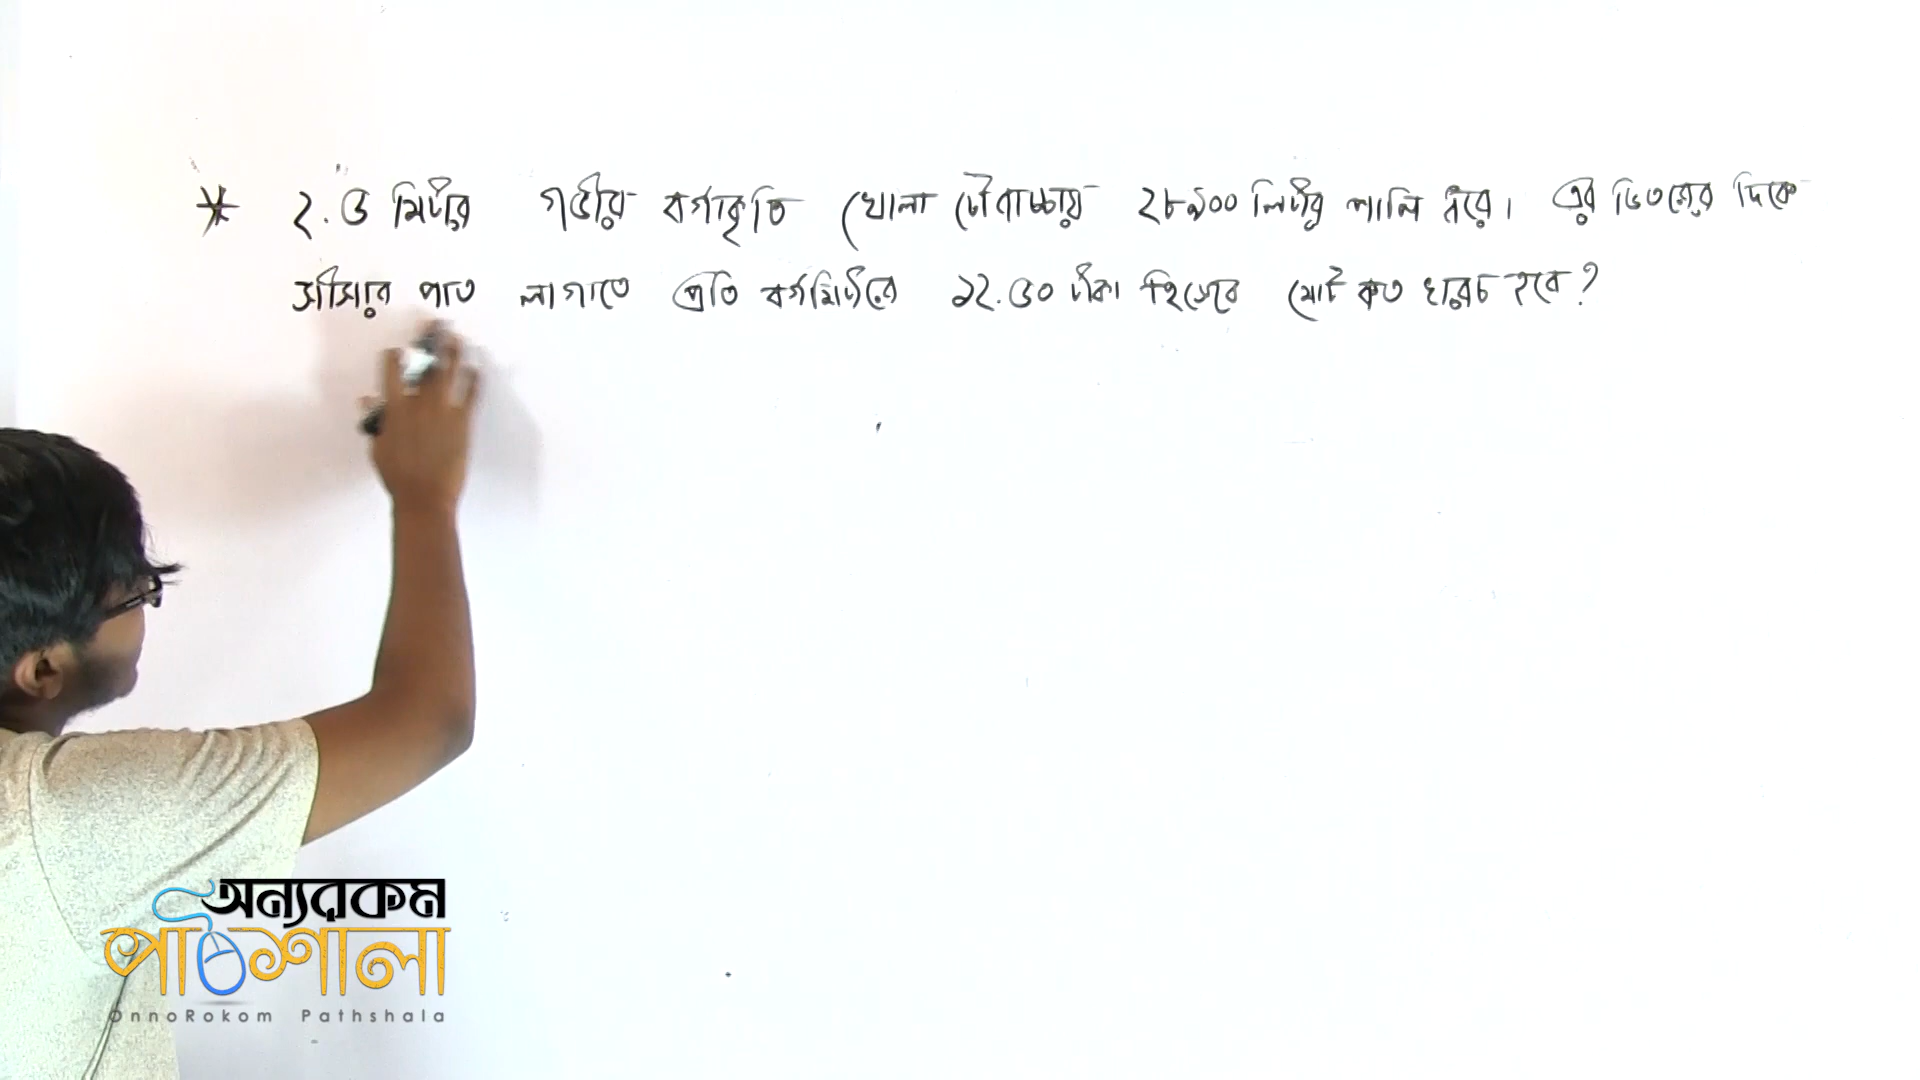 * ২.৫ মিটার গভীর বর্গাকৃতি খোলা চৌবাচ্চায় ২৮৯০০ লিটার পানি ধরে। এর ভিতরের দিকে
সীসার পাত লাগাতে প্রতি বর্গমিটারে ১২.৫০ টাকা হিসেবে মোট কত খরচ হবে?
অন্যরকম
পাঠশালা
OnnoRokom Pathshala